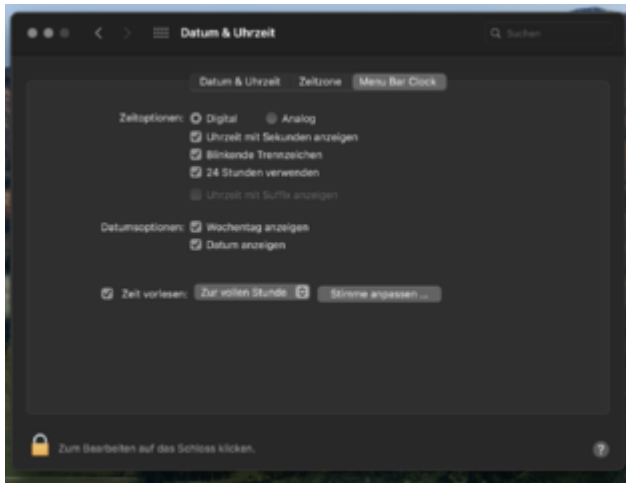 Datum & Uhrzeit
Suchen
Datum & Uhrzeit Zeitzone Menu Bar Clock
Zeitoptionen: Digital Analog
Uhrzeit mit Sekunden anzeigen
Blinkende Trennzeichen
24 Stunden verwenden
Uhrzeit mit Suffix anzeigen
Datumsoptionen: Wochentag anzeigen
Datum anzeigen
Zeit vorlesen: Zur vollen Stunde Stimme anpassen ...
Zum Bearbeiten auf das Schloss klicken.
?